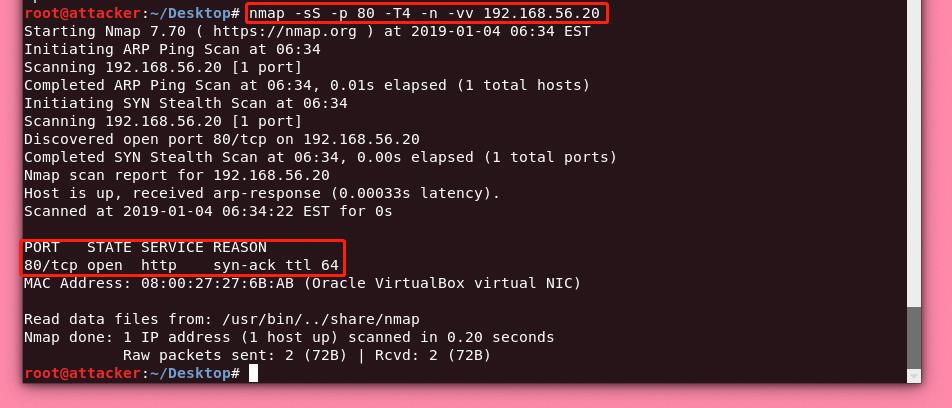 root@attacker:~/Desktop# nmap -sS -p 80 -T4 -n -vv 192.168.56.20
Starting Nmap 7.70 ( https://nmap.org ) at 2019-01-04 06:34 EST
Initiating ARP Ping Scan at 06:34
Scanning 192.168.56.20 [1 port]
Completed ARP Ping Scan at 06:34, 0.01s elapsed (1 total hosts)
Initiating SYN Stealth Scan at 06:34
Scanning 192.168.56.20 [1 port]
Discovered open port 80/tcp on 192.168.56.20
Completed SYN Stealth Scan at 06:34, 0.00s elapsed (1 total ports)
Nmap scan report for 192.168.56.20
Host is up, received arp-response (0.00033s latency).
Scanned at 2019-01-04 06:34:22 EST for 0s
PORT   STATE SERVICE REASON
80/tcp open  http    syn-ack ttl 64
MAC Address: 08:00:27:27:6B:AB (Oracle VirtualBox virtual NIC)
Read data files from: /usr/bin/../share/nmap
Nmap done: 1 IP address (1 host up) scanned in 0.20 seconds
           Raw packets sent: 2 (72B) | Rcvd: 2 (72B)
root@attacker:~/Desktop#